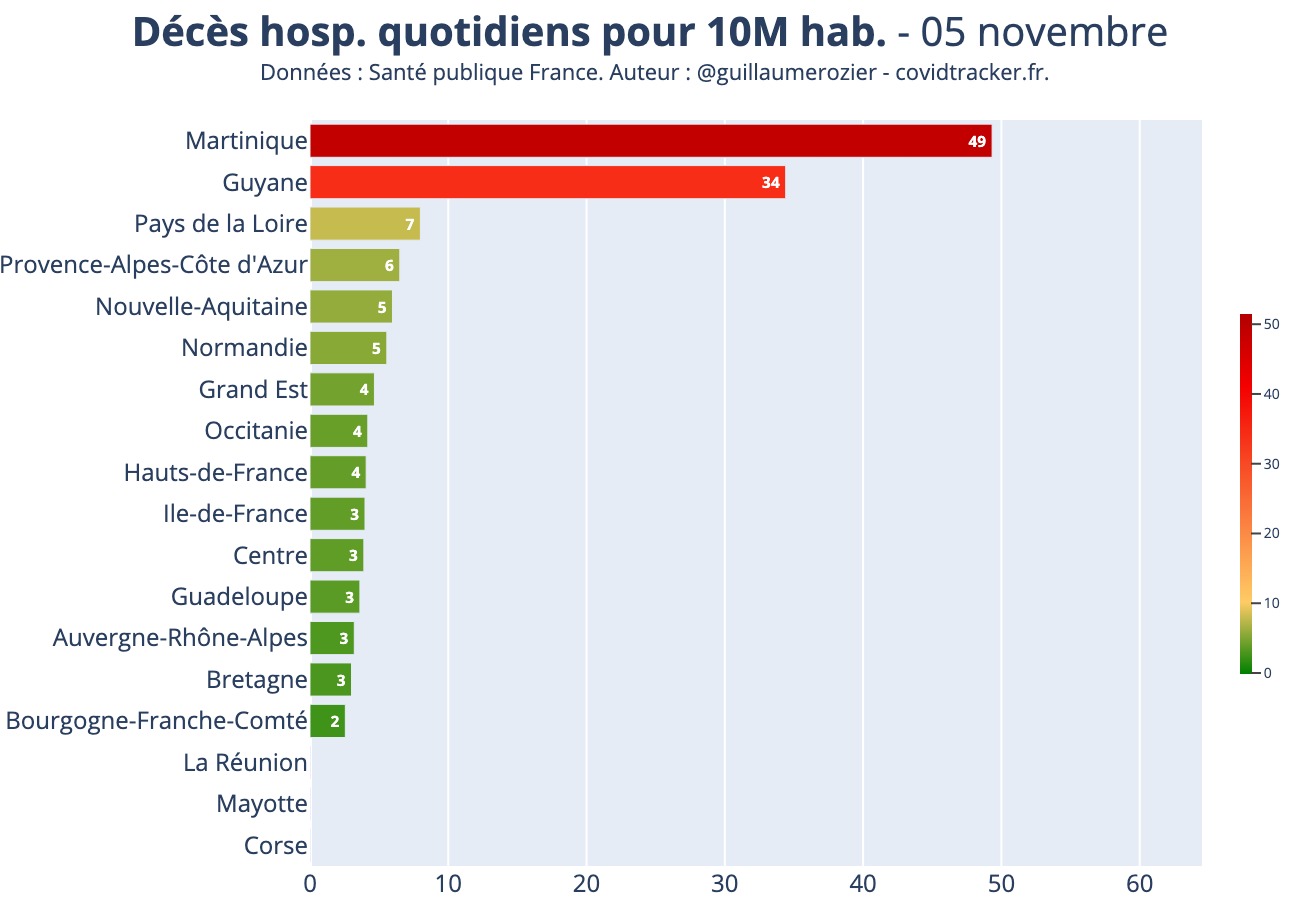 Décès hosp. quotidiens pour 10M hab. - 05 novembre
Données : Santé publique France. Auteur : @guillaumerozier - covidtracker.fr.
Martinique 49
Guyane 34
Pays de la Loire 7
Provence-Alpes-Côte d'Azur 6
Nouvelle-Aquitaine 5
Normandie 5
Grand Est 4
Occitanie 4
Hauts-de-France 4
Ile-de-France 3
Centre 3
Guadeloupe 3
Auvergne-Rhône-Alpes 3
Bretagne 3
Bourgogne-Franche-Comté 2
La Réunion
Mayotte
Corse
0 10 20 30 40 50 60
50
40
30
20
10
0